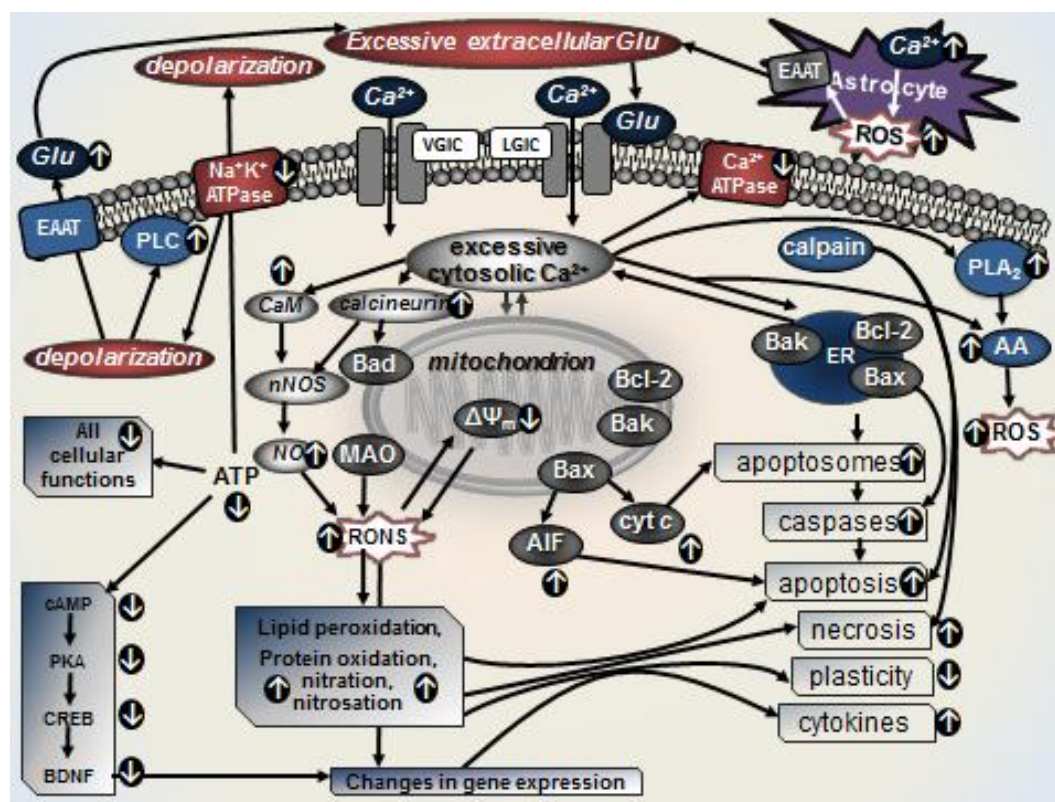 Excessive extracellular Glu
depolarization
Ca²⁺
EAAT
Astrocyte
ROS
Ca²⁺
Ca²⁺
Glu
Glu
VGIC
LGIC
Na⁺K⁺
ATPase
Ca²⁺
ATPase
EAAT
PLC
excessive
cytosolic Ca²⁺
calpain
PLA₂
CaM
calcineurin
Bak
Bcl-2
ER
Bax
AA
depolarization
Bad
mitochondrion
nNOS
Bcl-2
ΔΨₘ
Bak
ROS
All
cellular
functions
ATP
NO
MAO
Bax
apoptosomes
RONS
AIF
cyt c
caspases
apoptosis
cAMP
PKA
CREB
BDNF
Lipid peroxidation,
Protein oxidation,
nitration,
nitrosation
necrosis
plasticity
cytokines
Changes in gene expression